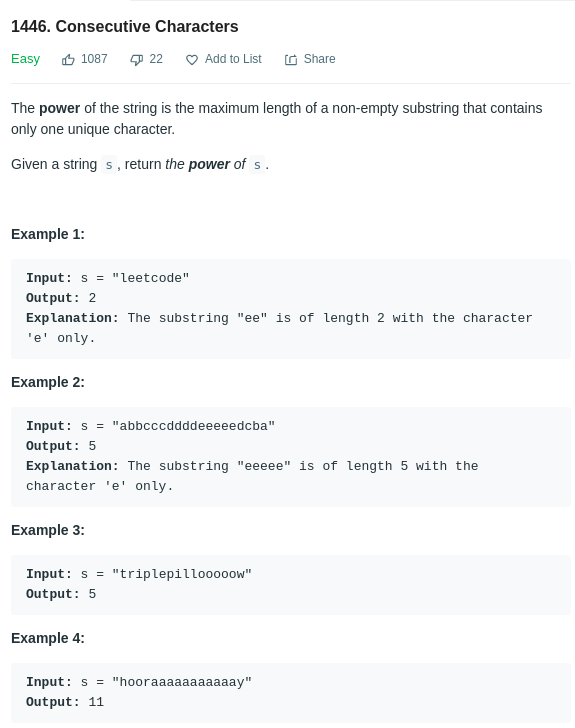 1446. Consecutive Characters
Easy 1087 22 Add to List Share
The power of the string is the maximum length of a non-empty substring that contains
only one unique character.
Given a string s, return the power of s.
Example 1:
Input: s = "leetcode"
Output: 2
Explanation: The substring "ee" is of length 2 with the character
'e' only.
Example 2:
Input: s = "abbcccddddeeeeedcba"
Output: 5
Explanation: The substring "eeeee" is of length 5 with the
character 'e' only.
Example 3:
Input: s = "triplepillooooow"
Output: 5
Example 4:
Input: s = "hooraaaaaaaaaaay"
Output: 11